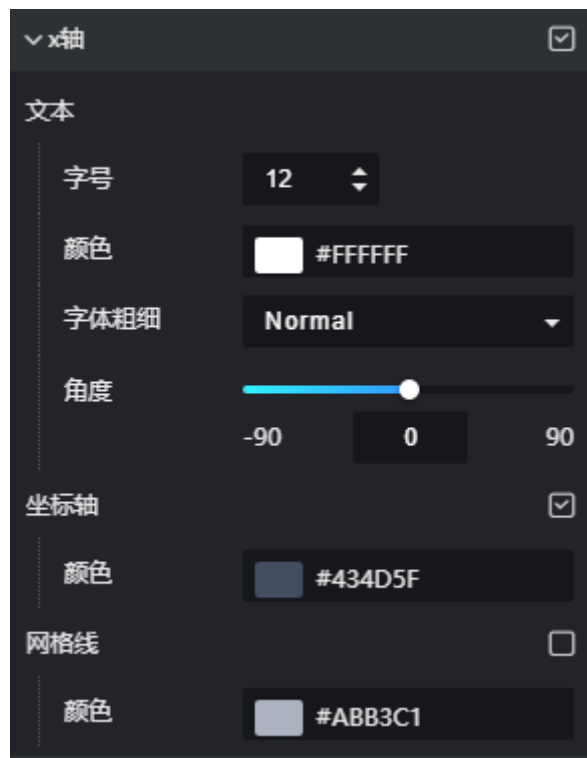 x轴
文本
字号 12
颜色 #FFFFFF
字体粗细 Normal
角度
-90 0 90
坐标轴
颜色 #434D5F
网格线
颜色 #ABB3C1